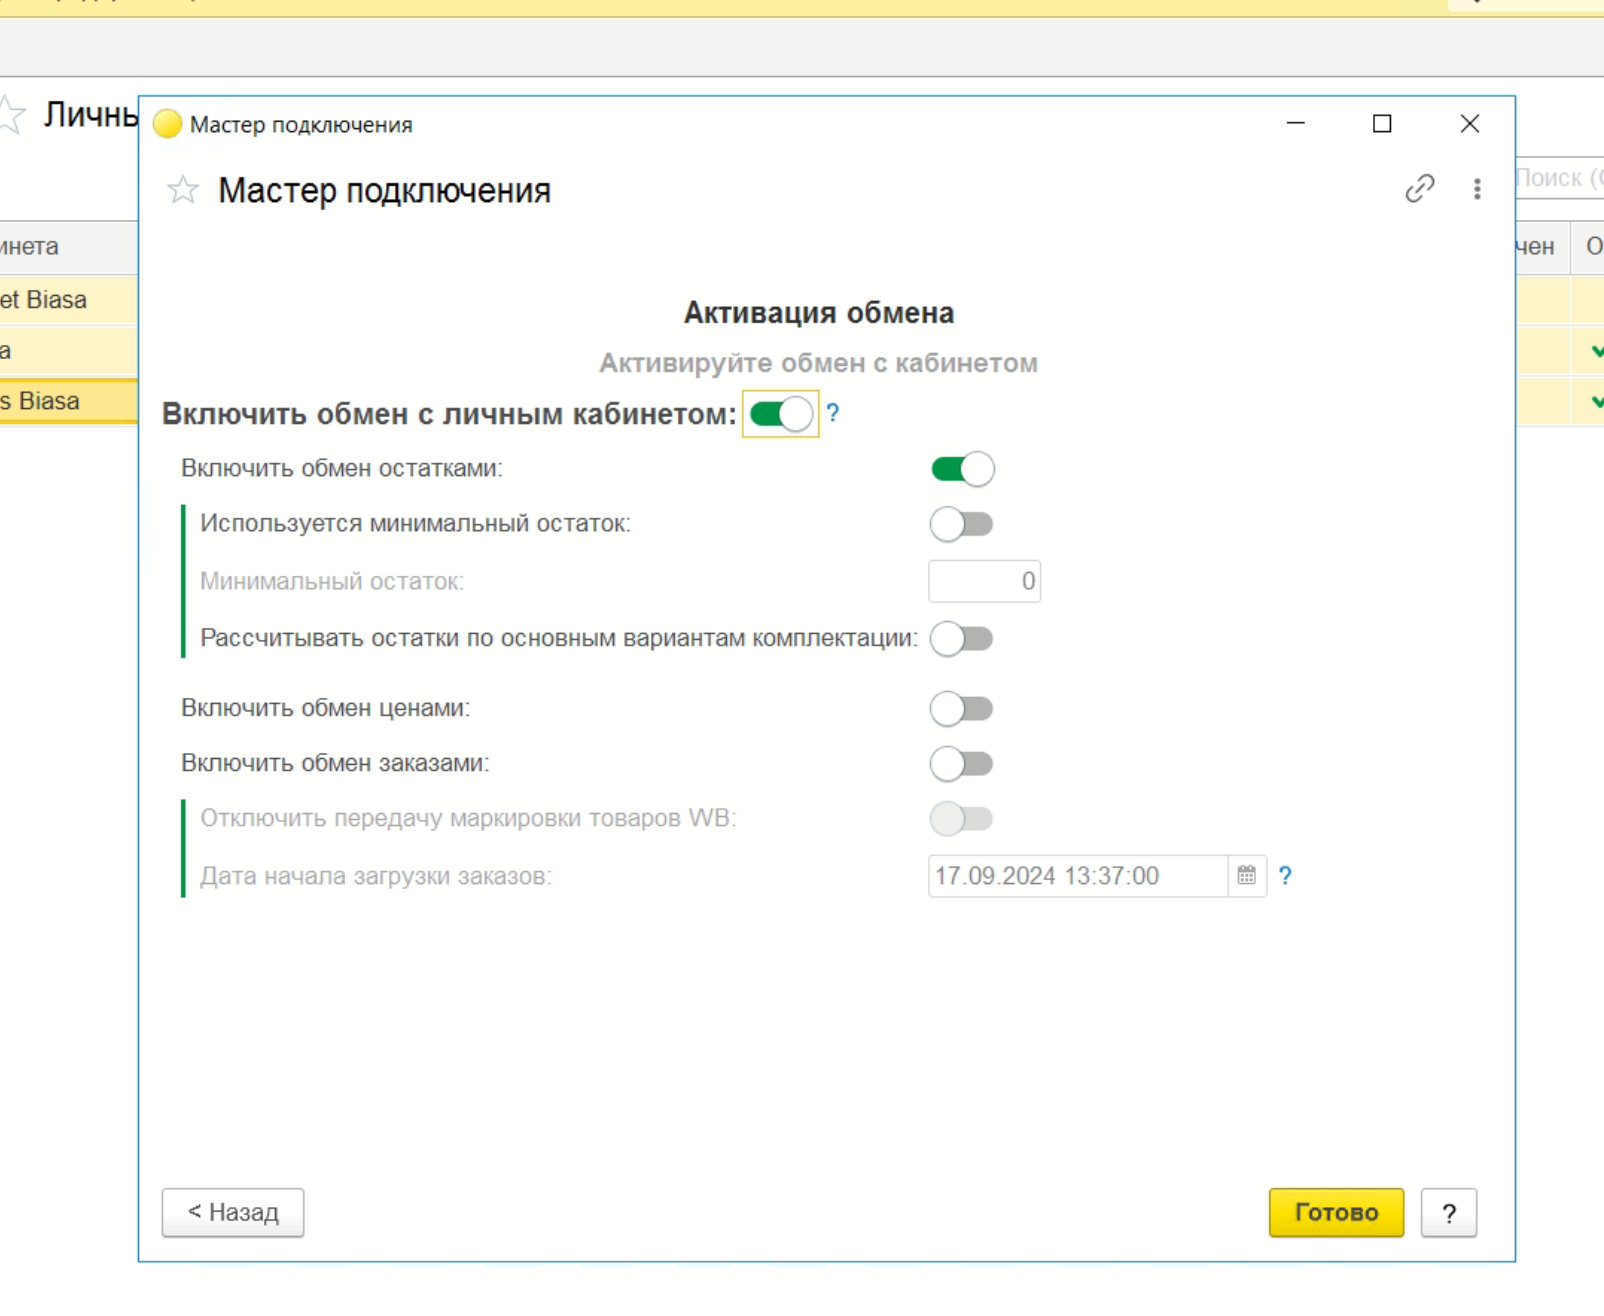 Личны
Мастер подключения
Мастер подключения
Поиск (
инета
чен
О
et Biasa
а
s Biasa
Активация обмена
Активируйте обмен с кабинетом
Включить обмен с личным кабинетом: ?
Включить обмен остатками:
Используется минимальный остаток:
Минимальный остаток: 0
Рассчитывать остатки по основным вариантам комплектации:
Включить обмен ценами:
Включить обмен заказами:
Отключить передачу маркировки товаров WB:
Дата начала загрузки заказов: 17.09.2024 13:37:00 ?
< Назад
Готово
?